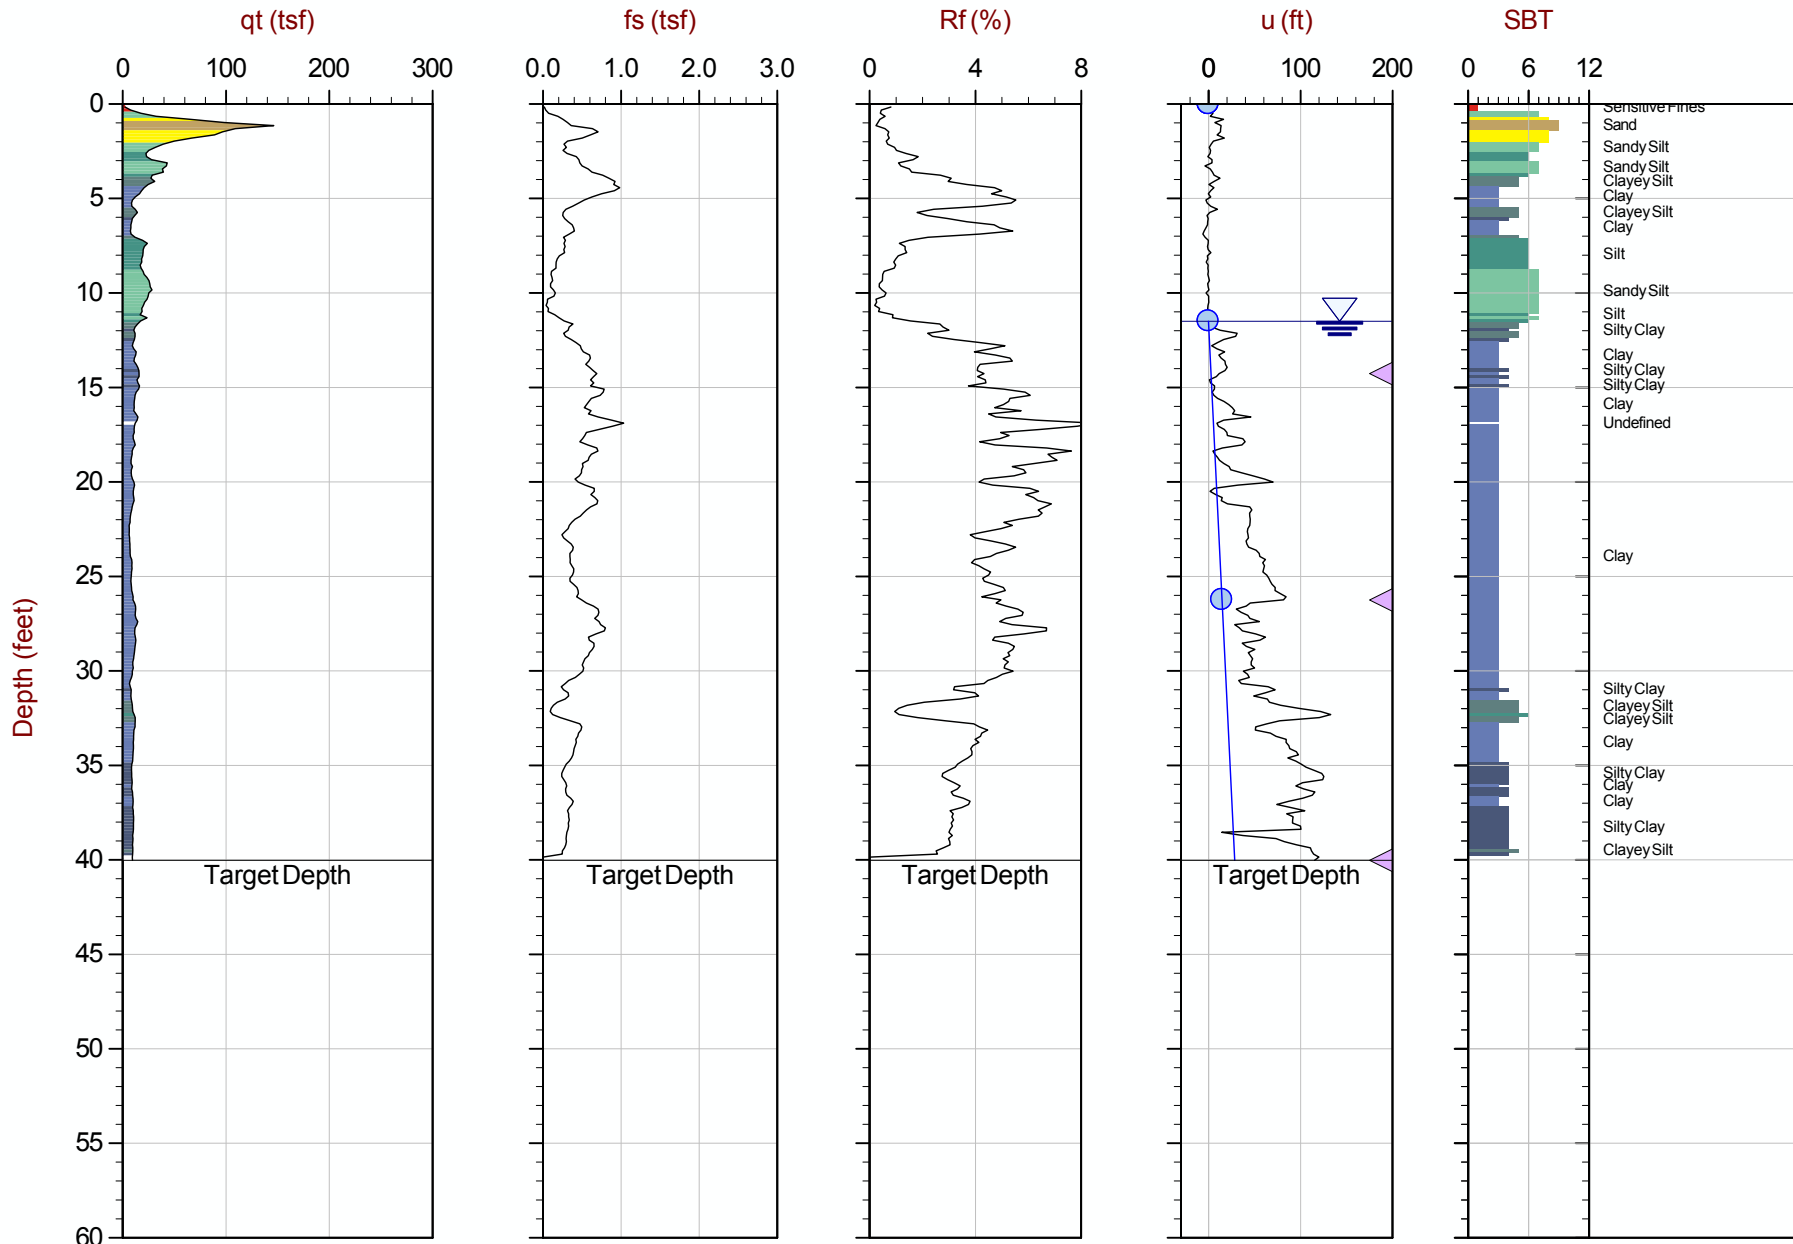 qt (tsf)
fs (tsf)
Rf (%)
u (ft)
SBT
0 100 200 300
0.0 1.0 2.0 3.0
0 4 8
0 100 200
0 6 12
Depth (feet)
0
5
10
15
20
25
30
35
40
45
50
55
60
Sensitive Fines
Sand
Sandy Silt
Sandy Silt
Clayey Silt
Clay
Clayey Silt
Clay
Silt
Sandy Silt
Silt
Silty Clay
Clay
Silty Clay
Silty Clay
Clay
Undefined
Clay
Silty Clay
Clayey Silt
Clayey Silt
Clay
Silty Clay
Clay
Clay
Silty Clay
Clayey Silt
Target Depth
Target Depth
Target Depth
Target Depth